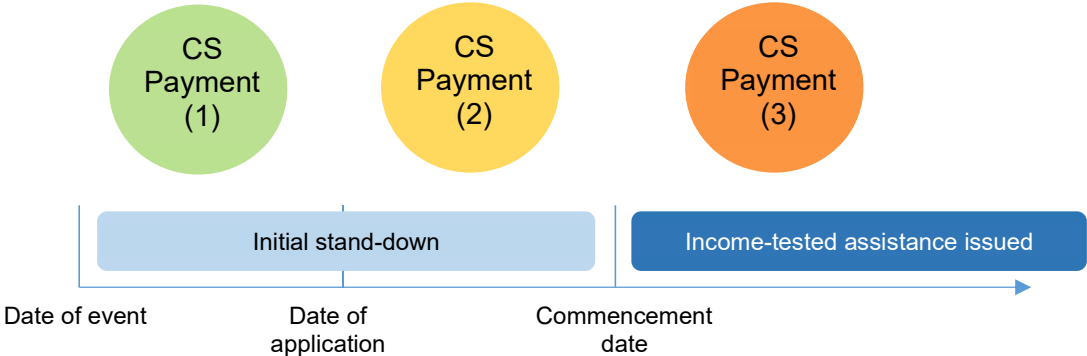 CS
Payment
(1)
CS
Payment
(2)
CS
Payment
(3)
Initial stand-down
Income-tested assistance issued
Date of event
Date of
application
Commencement
date